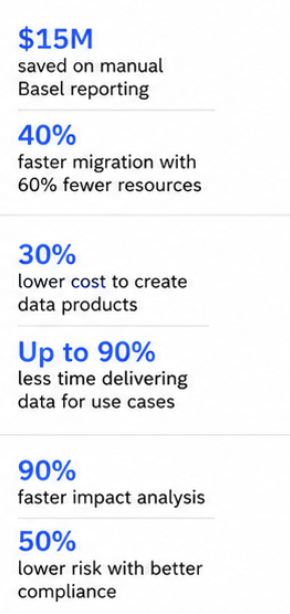 $15M
saved on manual
Basel reporting
40%
faster migration with
60% fewer resources
30%
lower cost to create
data products
Up to 90%
less time delivering
data for use cases
90%
faster impact analysis
50%
lower risk with better
compliance